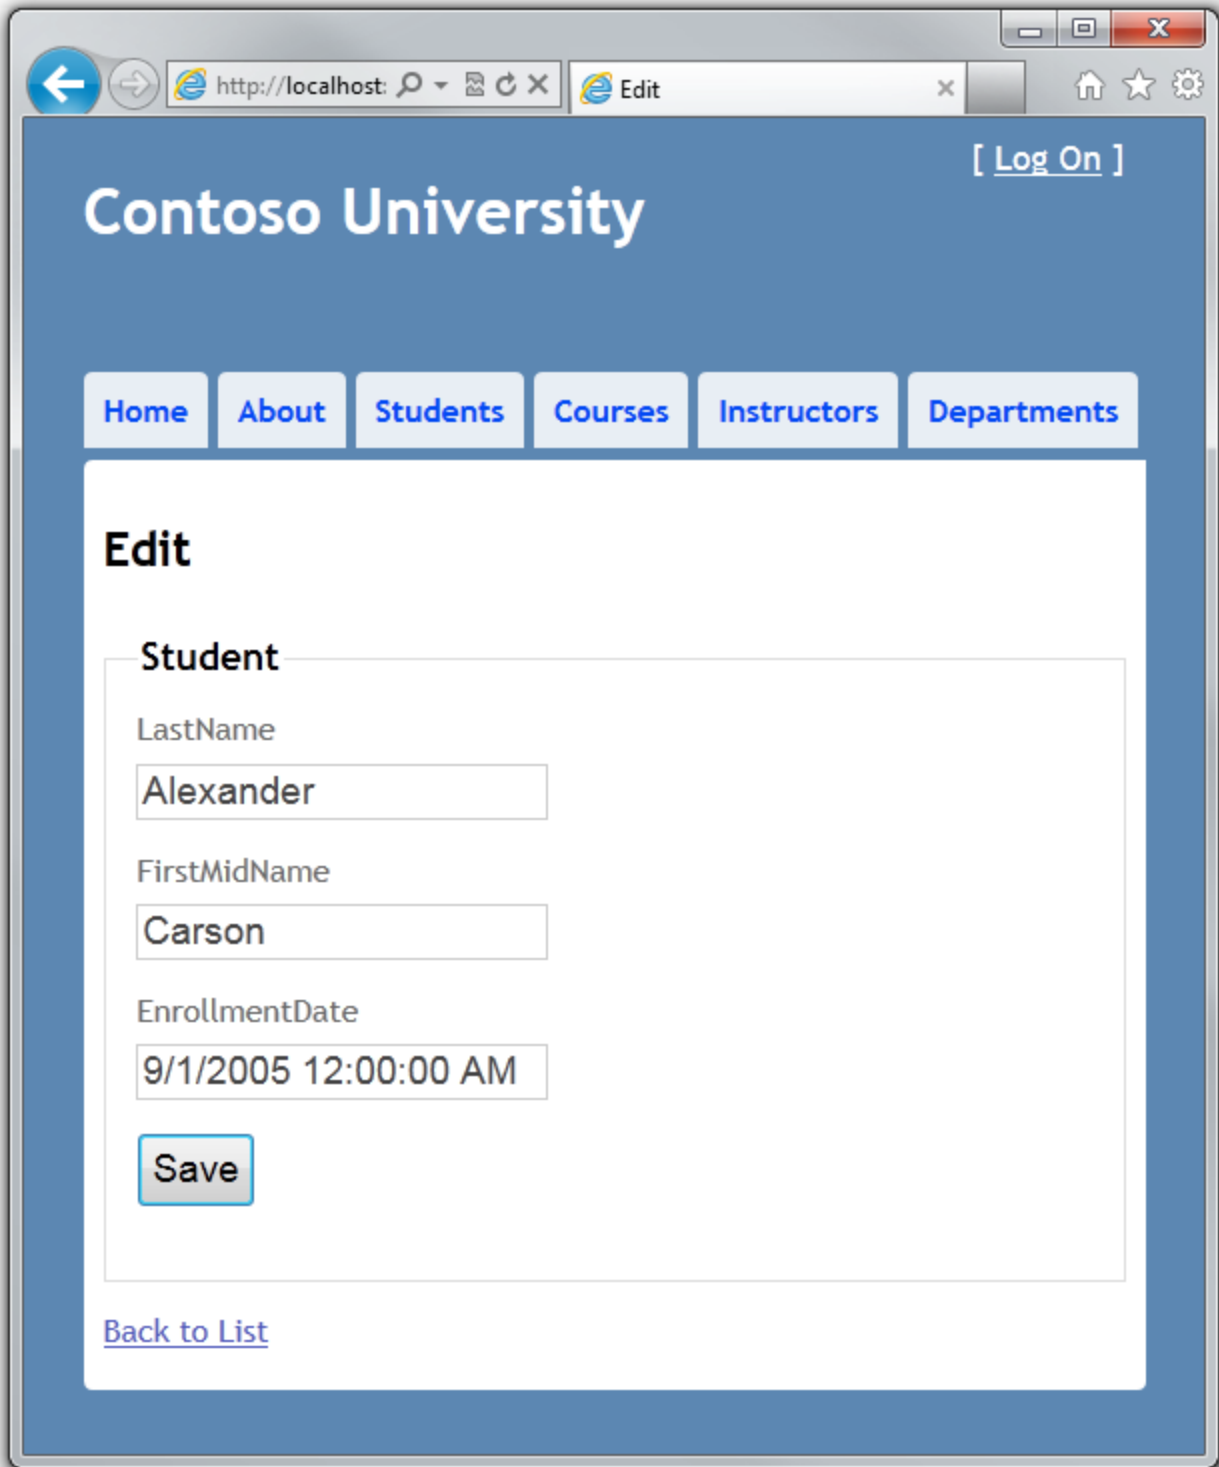 http://localhost:
Edit
[ Log On ]
Contoso University
Home About Students Courses Instructors Departments
Edit
Student
LastName
Alexander
FirstMidName
Carson
EnrollmentDate
9/1/2005 12:00:00 AM
Save
Back to List